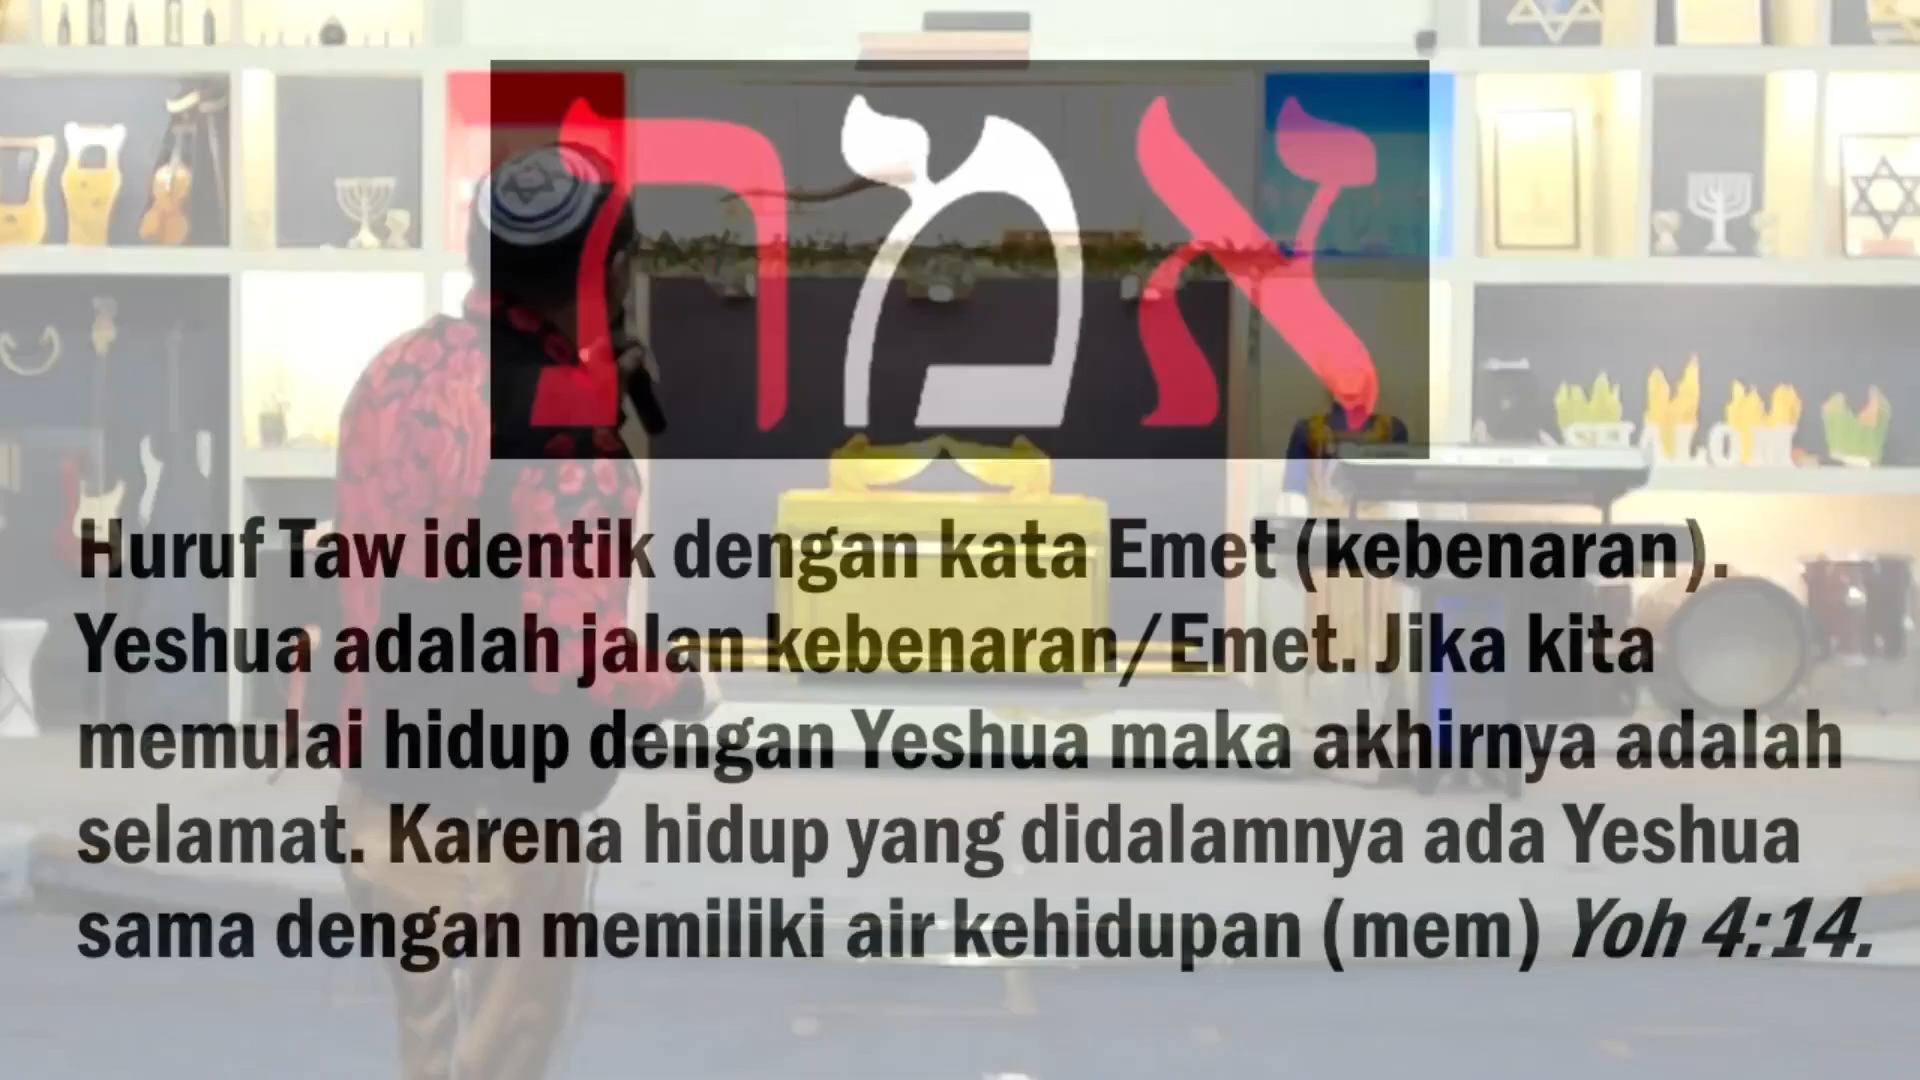 אמת
Huruf Taw identik dengan kata Emet (kebenaran).
Yeshua adalah jalan kebenaran/Emet. Jika kita
memulai hidup dengan Yeshua maka akhirnya adalah
selamat. Karena hidup yang didalamnya ada Yeshua
sama dengan memiliki air kehidupan (mem) Yoh 4:14.
SHALOM